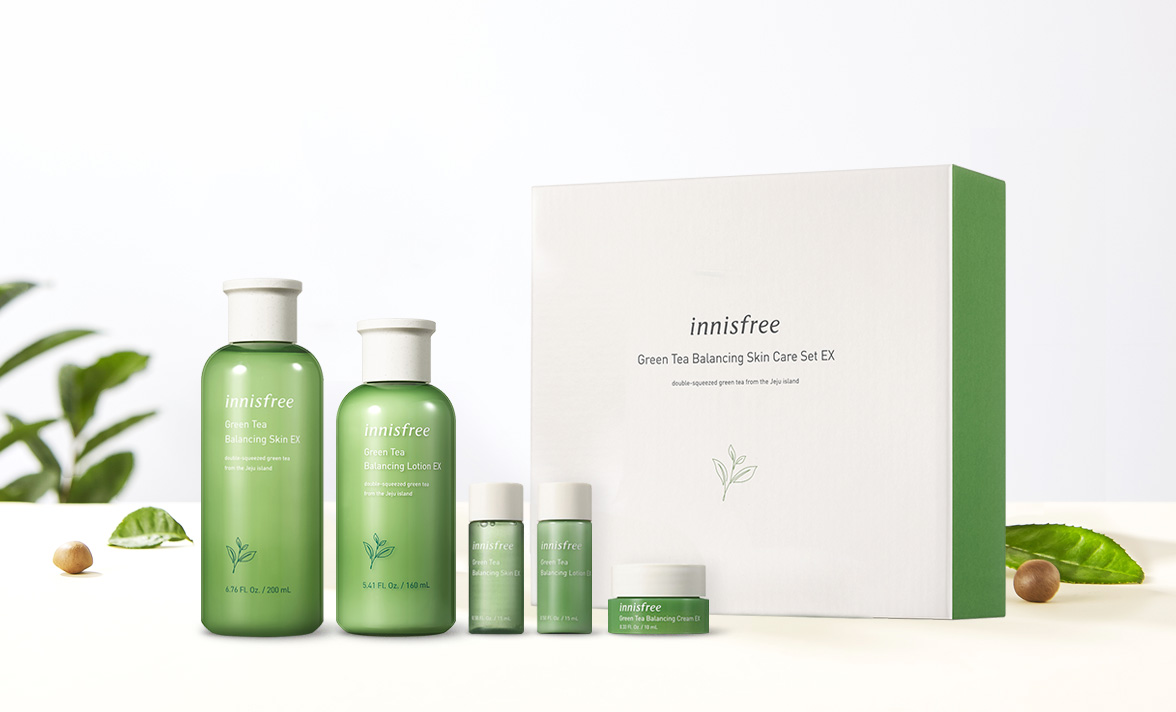 innisfree
Green Tea
Balancing Skin EX
double-squeezed green tea
from the Jeju island
6.76 FL Oz. / 200 mL
innisfree
Green Tea
Balancing Lotion EX
double-squeezed green tea
from the Jeju island
5.41 FL Oz. / 160 mL
innisfree
Green Tea
Balancing Skin EX
innisfree
Green Tea
Balancing Lotion EX
innisfree
Green Tea Balancing Cream EX
innisfree
Green Tea Balancing Skin Care Set EX
double-squeezed green tea from the Jeju island